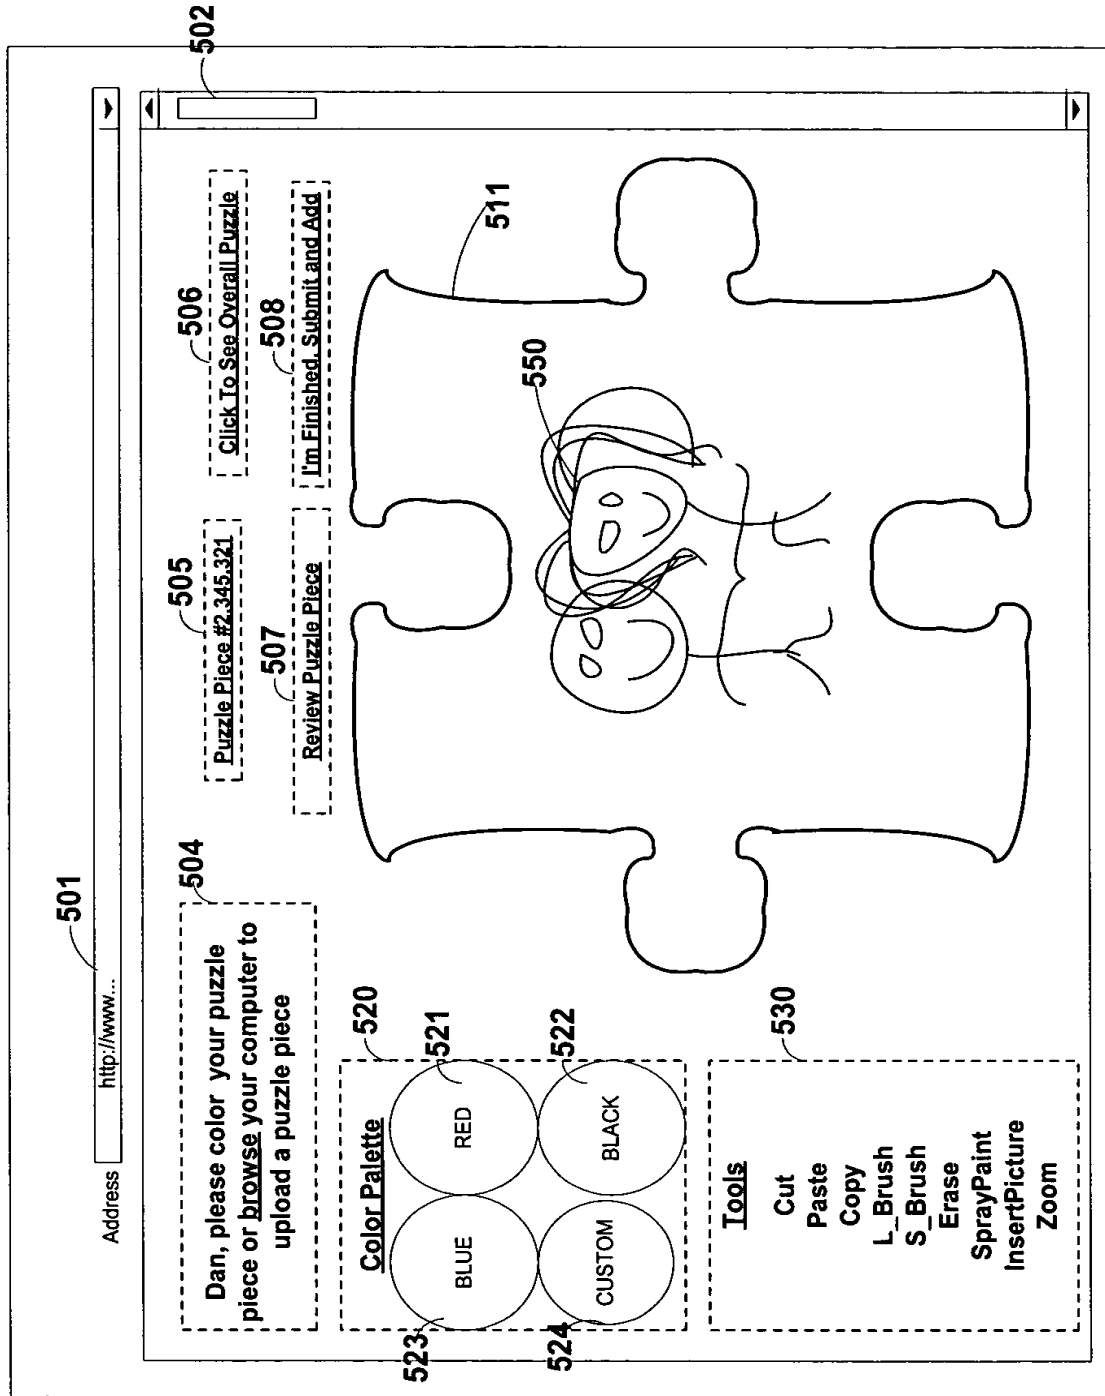 501
Address http://www...
502
504
Dan, please color your puzzle
piece or browse your computer to
upload a puzzle piece
505
Puzzle Piece #2,345,321
506
Click To See Overall Puzzle
507
Review Puzzle Piece
508
I'm Finished, Submit and Add
520
Color Palette
523
BLUE
521
RED
524
CUSTOM
522
BLACK
530
Tools
Cut
Paste
Copy
L_Brush
S_Brush
Erase
SprayPaint
InsertPicture
Zoom
511
550